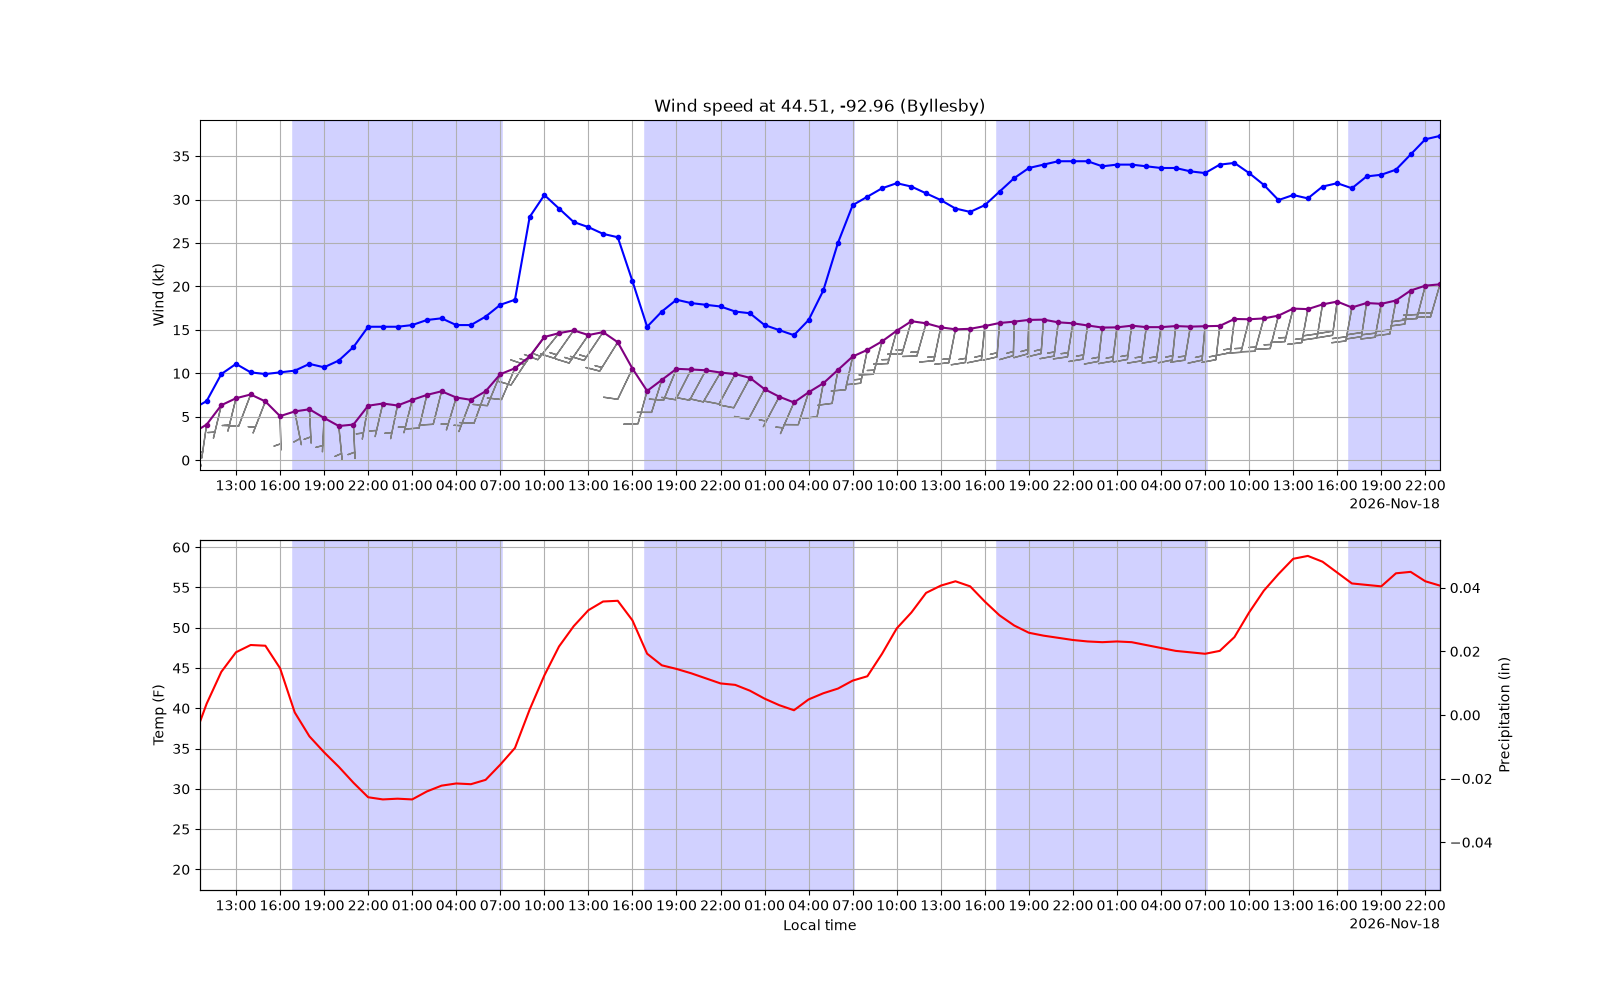 Wind speed at 44.51, -92.96 (Byllesby)
Wind (kt)
35
30
25
20
15
10
5
0
13:00 16:00 19:00 22:00 01:00 04:00 07:00 10:00 13:00 16:00 19:00 22:00 01:00 04:00 07:00 10:00 13:00 16:00 19:00 22:00 01:00 04:00 07:00 10:00 13:00 16:00 19:00 22:00
2026-Nov-18
Temp (F)
60
55
50
45
40
35
30
25
20
0.04
0.02
0.00
−0.02
−0.04
Precipitation (in)
13:00 16:00 19:00 22:00 01:00 04:00 07:00 10:00 13:00 16:00 19:00 22:00 01:00 04:00 07:00 10:00 13:00 16:00 19:00 22:00 01:00 04:00 07:00 10:00 13:00 16:00 19:00 22:00
Local time
2026-Nov-18